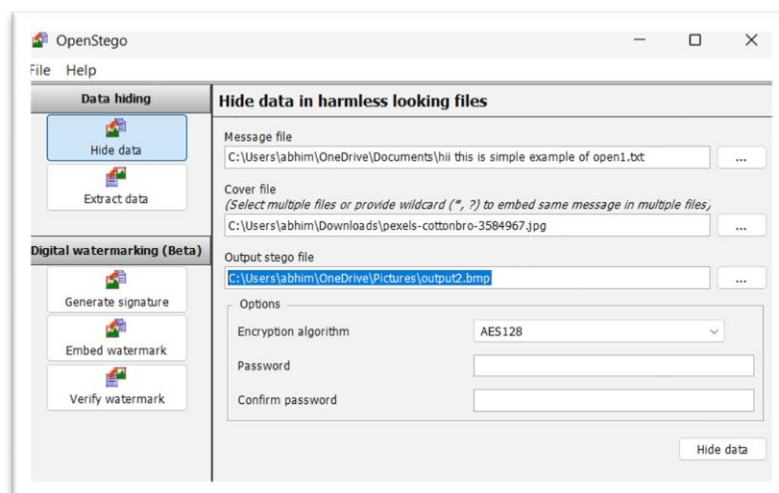 OpenStego
File Help
Data hiding
Hide data
Extract data
Digital watermarking (Beta)
Generate signature
Embed watermark
Verify watermark
Hide data in harmless looking files
Message file
C:\Users\abhim\OneDrive\Documents\hii this is simple example of open1.txt
...
Cover file
(Select multiple files or provide wildcard (*, ?) to embed same message in multiple files)
C:\Users\abhim\Downloads\pexels-cottonbro-3584967.jpg
...
Output stego file
C:\Users\abhim\OneDrive\Pictures\output2.bmp
...
Options
Encryption algorithm AES128
Password
Confirm password
Hide data